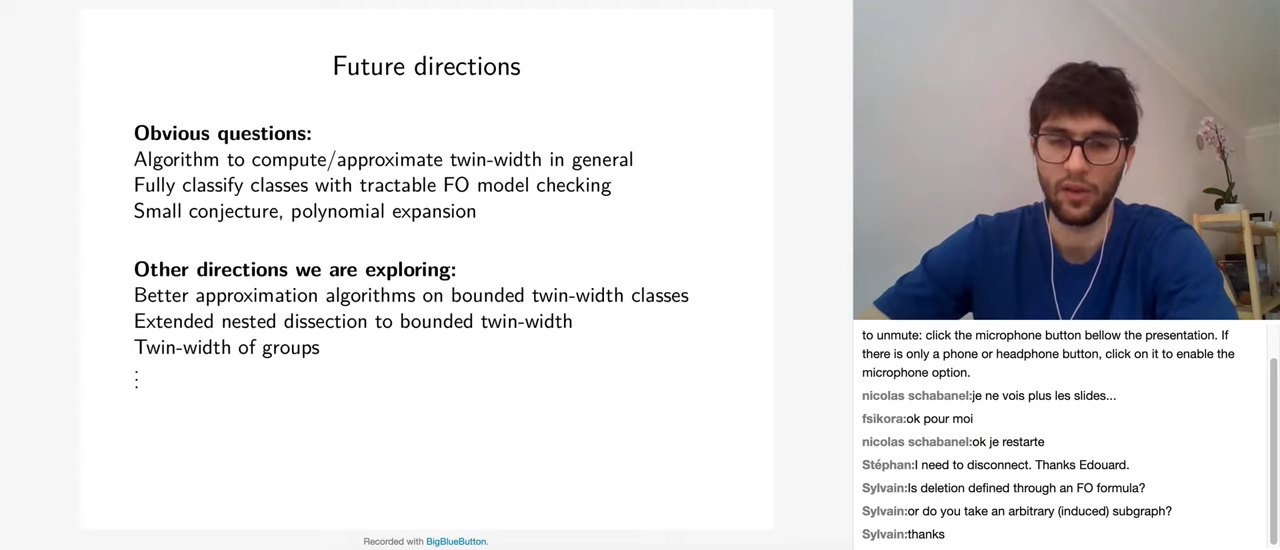 Future directions
Obvious questions:
Algorithm to compute/approximate twin-width in general
Fully classify classes with tractable FO model checking
Small conjecture, polynomial expansion
Other directions we are exploring:
Better approximation algorithms on bounded twin-width classes
Extended nested dissection to bounded twin-width
Twin-width of groups
⋮
Recorded with BigBlueButton.
to unmute: click the microphone button bellow the presentation. If
there is only a phone or headphone button, click on it to enable the
microphone option.
nicolas schabanel:je ne vois plus les slides...
fsikora:ok pour moi
nicolas schabanel:ok je restarte
Stéphan:I need to disconnect. Thanks Edouard.
Sylvain:Is deletion defined through an FO formula?
Sylvain:or do you take an arbitrary (induced) subgraph?
Sylvain:thanks